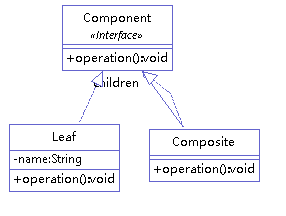 Component
«Interface»
+operation():void
children
Leaf
-name:String
+operation():void
Composite
+operation():void